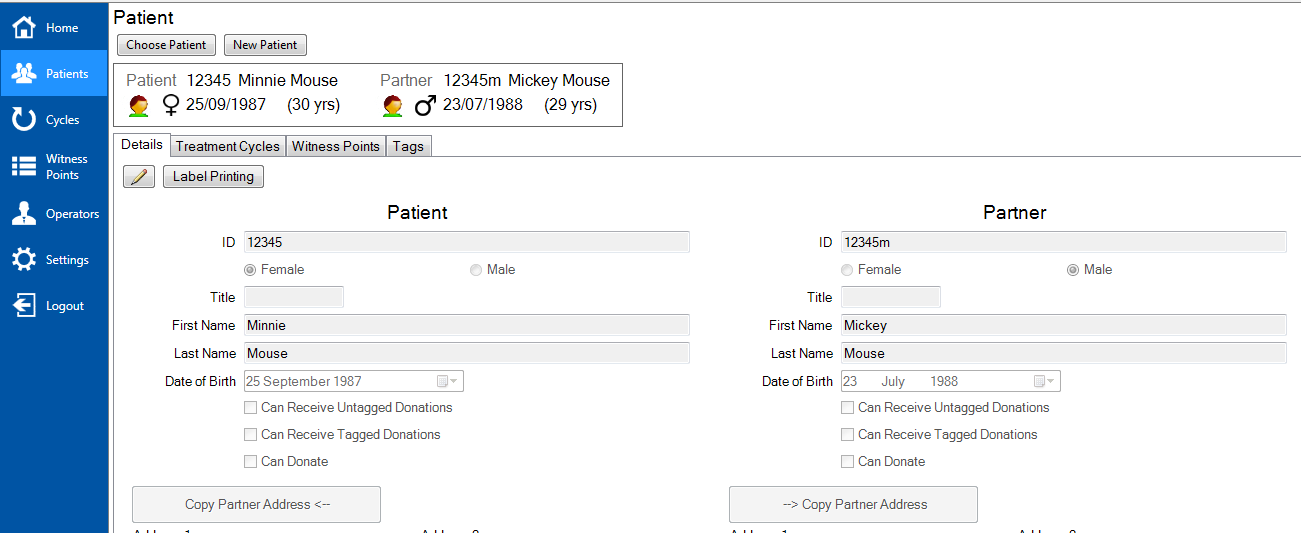 Home
Patients
Cycles
Witness
Points
Operators
Settings
Logout
Patient
Choose Patient New Patient
Patient 12345 Minnie Mouse Partner 12345m Mickey Mouse
25/09/1987 (30 yrs) 23/07/1988 (29 yrs)
Details Treatment Cycles Witness Points Tags
Label Printing
Patient Partner
ID 12345 ID 12345m
Female Male Female Male
Title Title
First Name Minnie First Name Mickey
Last Name Mouse Last Name Mouse
Date of Birth 25 September 1987 Date of Birth 23 July 1988
Can Receive Untagged Donations Can Receive Untagged Donations
Can Receive Tagged Donations Can Receive Tagged Donations
Can Donate Can Donate
Copy Partner Address <-- --> Copy Partner Address